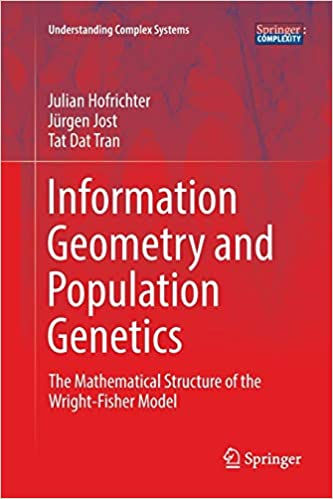 Understanding Complex Systems
Springer:
COMPLEXITY
Julian Hofrichter
Jürgen Jost
Tat Dat Tran
Information
Geometry and
Population
Genetics
The Mathematical Structure of the
Wright-Fisher Model
Springer